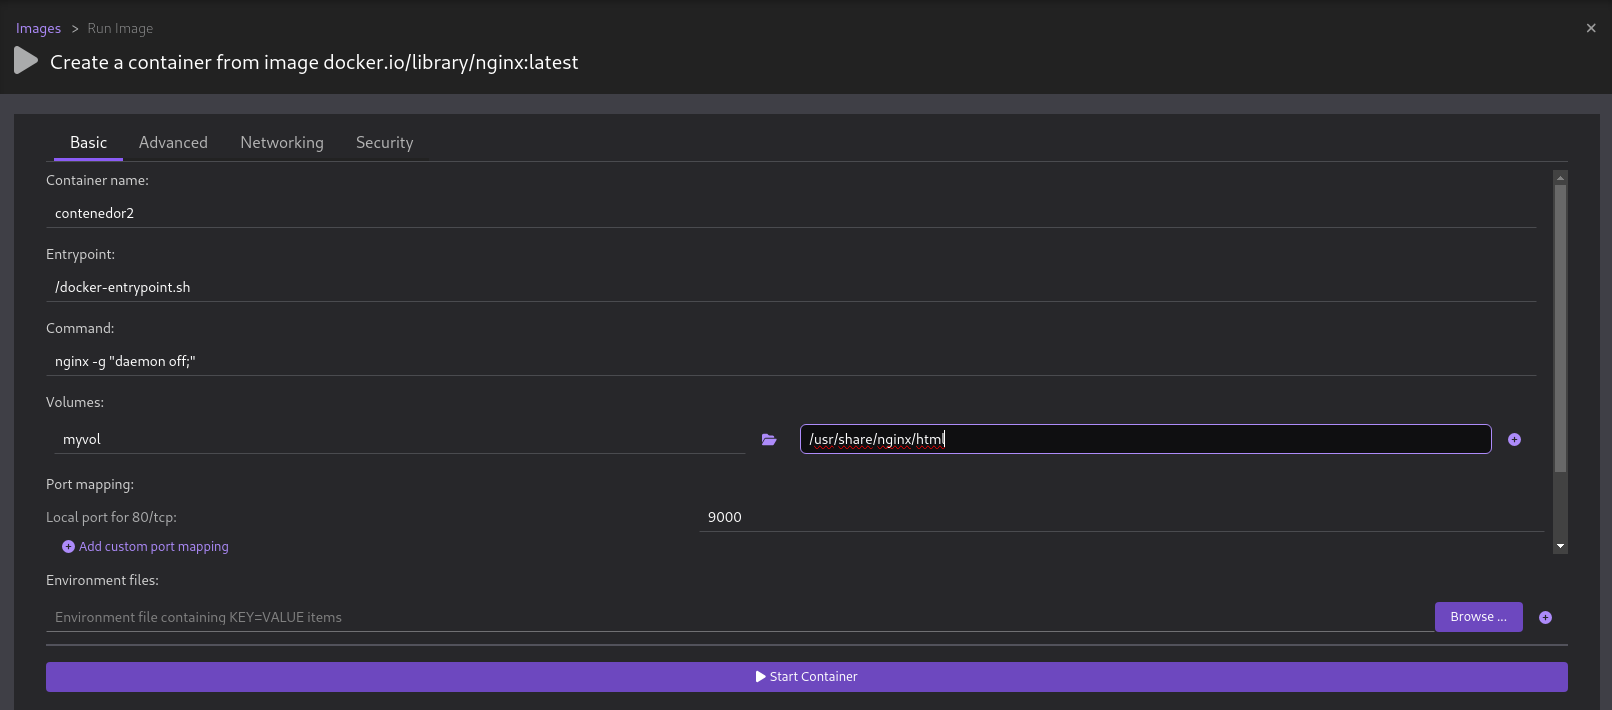 Images > Run Image
Create a container from image docker.io/library/nginx:latest
Basic Advanced Networking Security
Container name:
contenedor2
Entrypoint:
/docker-entrypoint.sh
Command:
nginx -g "daemon off;"
Volumes:
myvol /usr/share/nginx/html
Port mapping:
Local port for 80/tcp: 9000
Add custom port mapping
Environment files:
Environment file containing KEY=VALUE items Browse ...
Start Container